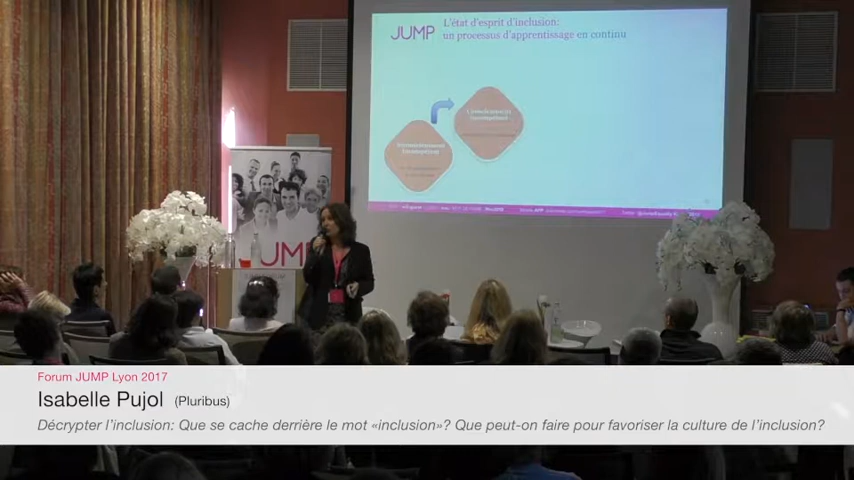 JUMP
L'état d'esprit d'inclusion:
un processus d'apprentissage en continu
JUMP
Forum JUMP Lyon 2017
Isabelle Pujol (Pluribus)
Décrypter l'inclusion: Que se cache derrière le mot «inclusion»? Que peut-on faire pour favoriser la culture de l'inclusion?